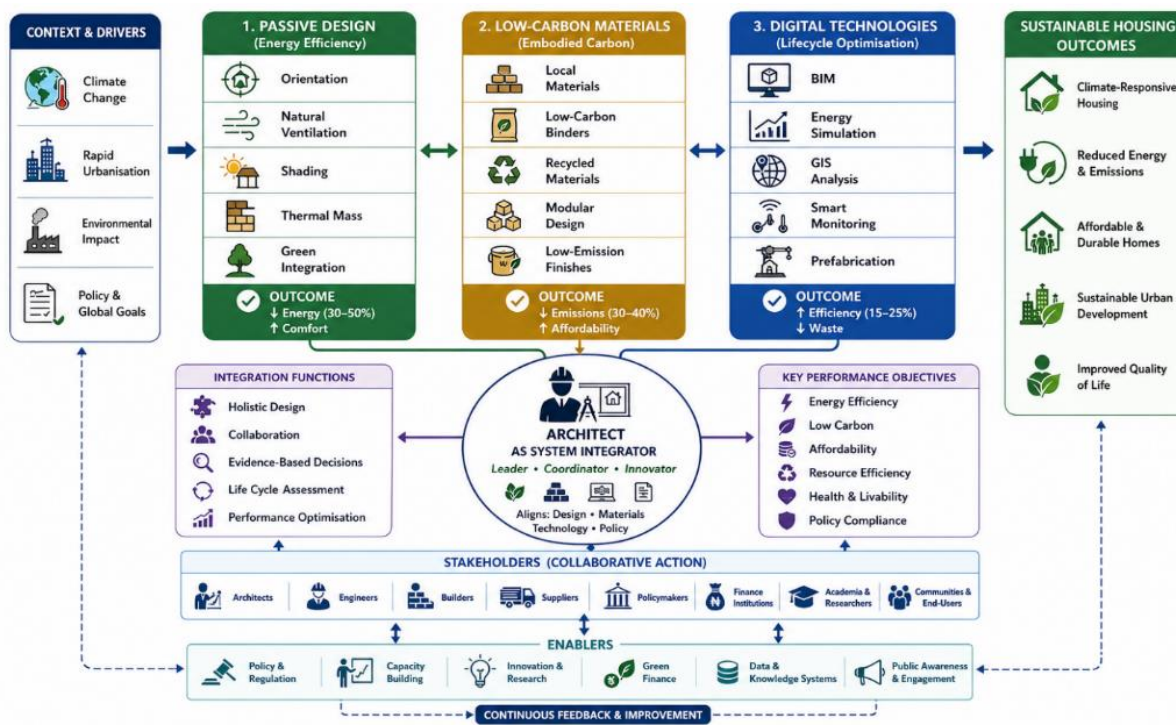 CONTEXT & DRIVERS
Climate
Change
Rapid
Urbanisation
Environmental
Impact
Policy &
Global Goals
1. PASSIVE DESIGN
(Energy Efficiency)
Orientation
Natural
Ventilation
Shading
Thermal Mass
Green
Integration
OUTCOME
↓ Energy (30–50%)
↑ Comfort
2. LOW-CARBON MATERIALS
(Embodied Carbon)
Local
Materials
Low-Carbon
Binders
Recycled
Materials
Modular
Design
Low-Emission
Finishes
OUTCOME
↓ Emissions (30–40%)
↑ Affordability
3. DIGITAL TECHNOLOGIES
(Lifecycle Optimisation)
BIM
Energy
Simulation
GIS
Analysis
Smart
Monitoring
Prefabrication
OUTCOME
↑ Efficiency (15–25%)
↓ Waste
SUSTAINABLE HOUSING
OUTCOMES
Climate-Responsive
Housing
Reduced Energy
& Emissions
Affordable &
Durable Homes
Sustainable Urban
Development
Improved Quality
of Life
INTEGRATION FUNCTIONS
Holistic Design
Collaboration
Evidence-Based Decisions
Life Cycle Assessment
Performance Optimisation
ARCHITECT
AS SYSTEM INTEGRATOR
Leader • Coordinator • Innovator
Aligns: Design • Materials
Technology • Policy
KEY PERFORMANCE OBJECTIVES
Energy Efficiency
Low Carbon
Affordability
Resource Efficiency
Health & Livability
Policy Compliance
STAKEHOLDERS (COLLABORATIVE ACTION)
Architects
Engineers
Builders
Suppliers
Policymakers
Finance
Institutions
Academia &
Researchers
Communities &
End-Users
ENABLERS
Policy &
Regulation
Capacity
Building
Innovation &
Research
Green
Finance
Data &
Knowledge Systems
Public Awareness
& Engagement
CONTINUOUS FEEDBACK & IMPROVEMENT